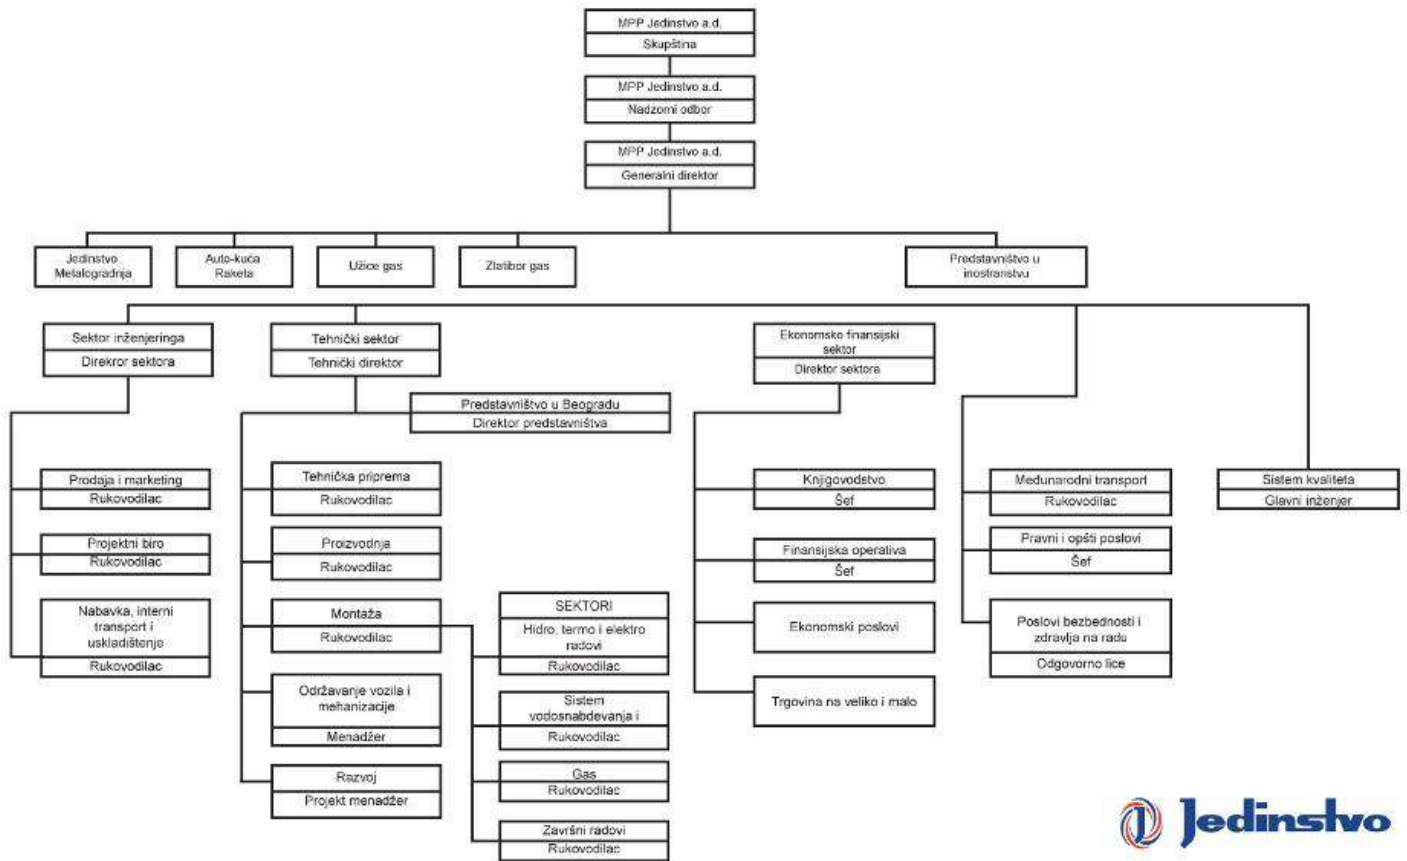 MPP Jedinstvo a.d.
Skupština
MPP Jedinstvo a.d.
Nadzorni odbor
MPP Jedinstvo a.d.
Generalni direktor
Jedinstvo
Metalogradnja
Auto-kuća
Raketa
Užice gas
Zlatibor gas
Predstavništvo u
inostranstvu
Sektor inženjeringa
Direkror sektora
Tehnički sektor
Tehnički direktor
Ekonomsko finansijski
sektor
Direktor sektora
Predstavništvo u Beogradu
Direktor predstavništva
Prodaja i marketing
Rukovodilac
Projektni biro
Rukovodilac
Nabavka, interni
transport i
uskladištenje
Rukovodilac
Tehnička priprema
Rukovodilac
Proizvodnja
Rukovodilac
Montaža
Rukovodilac
Održavanje vozila i
mehanizacije
Menadžer
Razvoj
Projekt menadžer
SEKTORI
Hidro, termo i elektro
radovi
Rukovodilac
Sistem
vodosnabdevanja i
Rukovodilac
Gas
Rukovodilac
Završni radovi
Rukovodilac
Knjigovodstvo
Šef
Finansijska operativa
Šef
Ekonomski poslovi
Trgovina na veliko i malo
Međunarodni transport
Rukovodilac
Pravni i opšti poslovi
Šef
Poslovi bezbednosti i
zdravlja na radu
Odgovorno lice
Sistem kvaliteta
Glavni inženjer
Jedinstvo